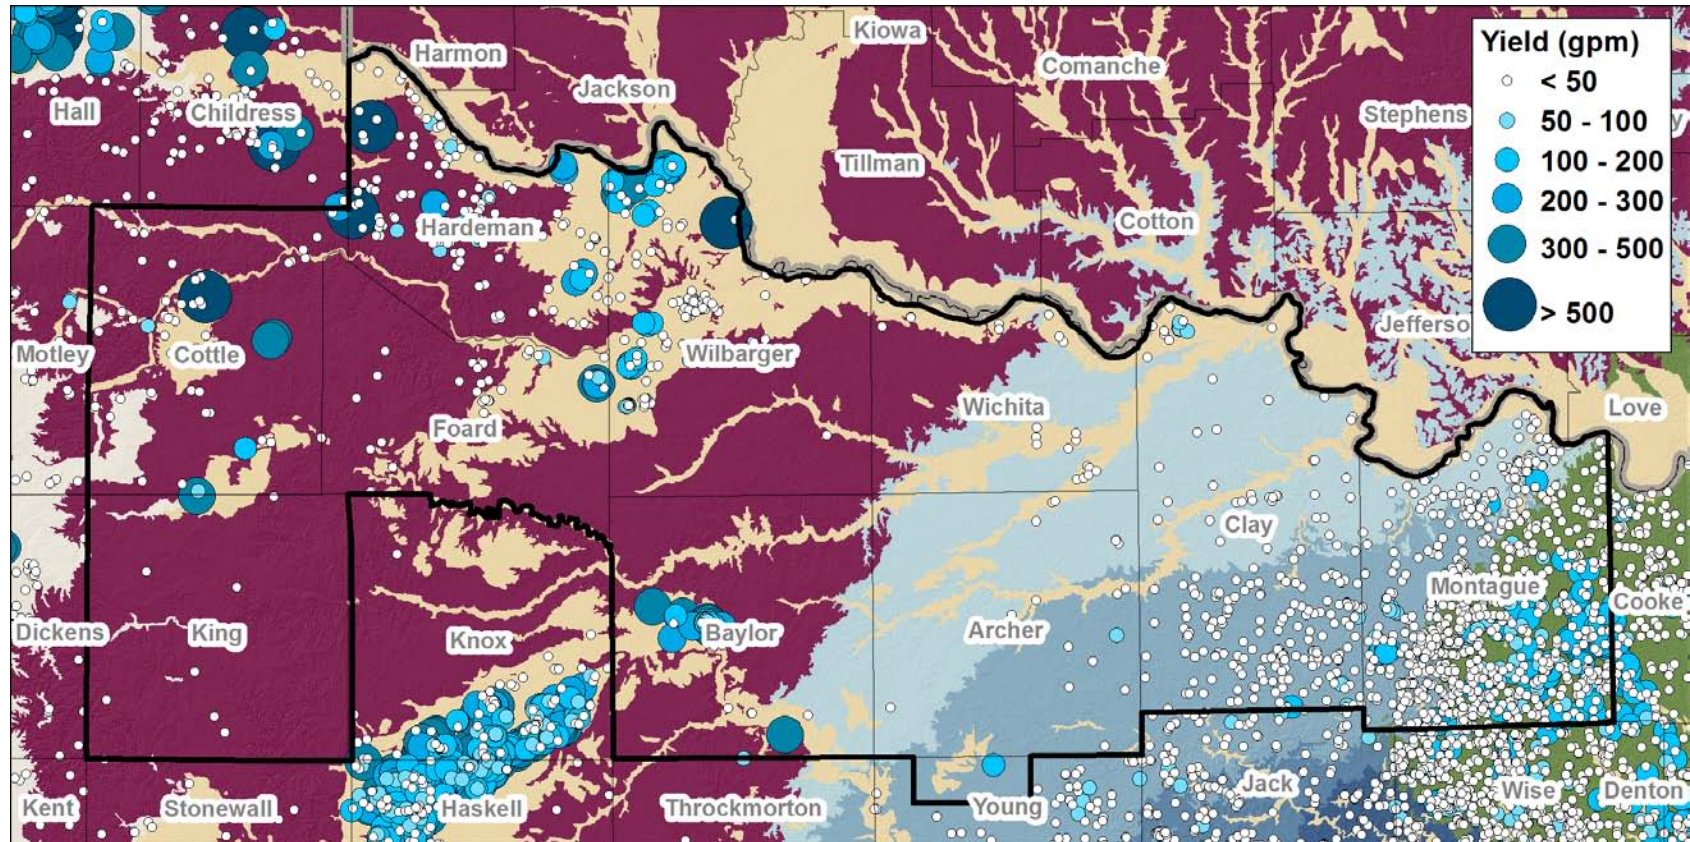 Yield (gpm)
< 50
50 - 100
100 - 200
200 - 300
300 - 500
> 500
Kiowa
Harmon
Comanche
Jackson
Hall
Childress
Stephens
y
Tillman
Hardeman
Cotton
Jefferso
Motley
Cottle
Wilbarger
Wichita
Love
Foard
Clay
Montague
Cooke
Dickens
King
Knox
Baylor
Archer
Jack
Wise
Denton
Kent
Stonewall
Haskell
Throckmorton
Young